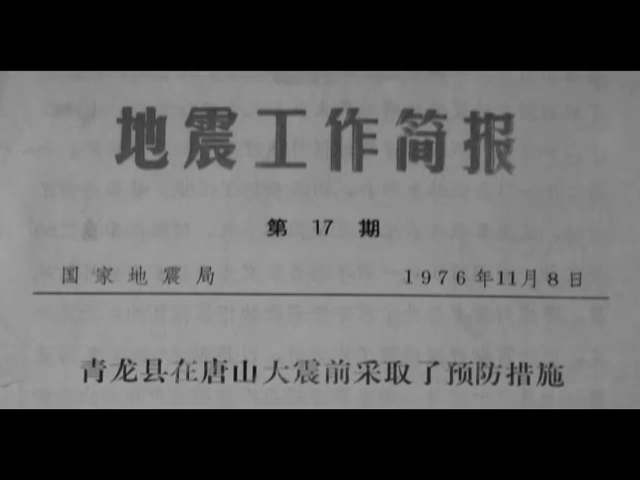 地震工作简报
第 17 期
国家地震局 1976年11月8日
青龙县在唐山大震前采取了预防措施